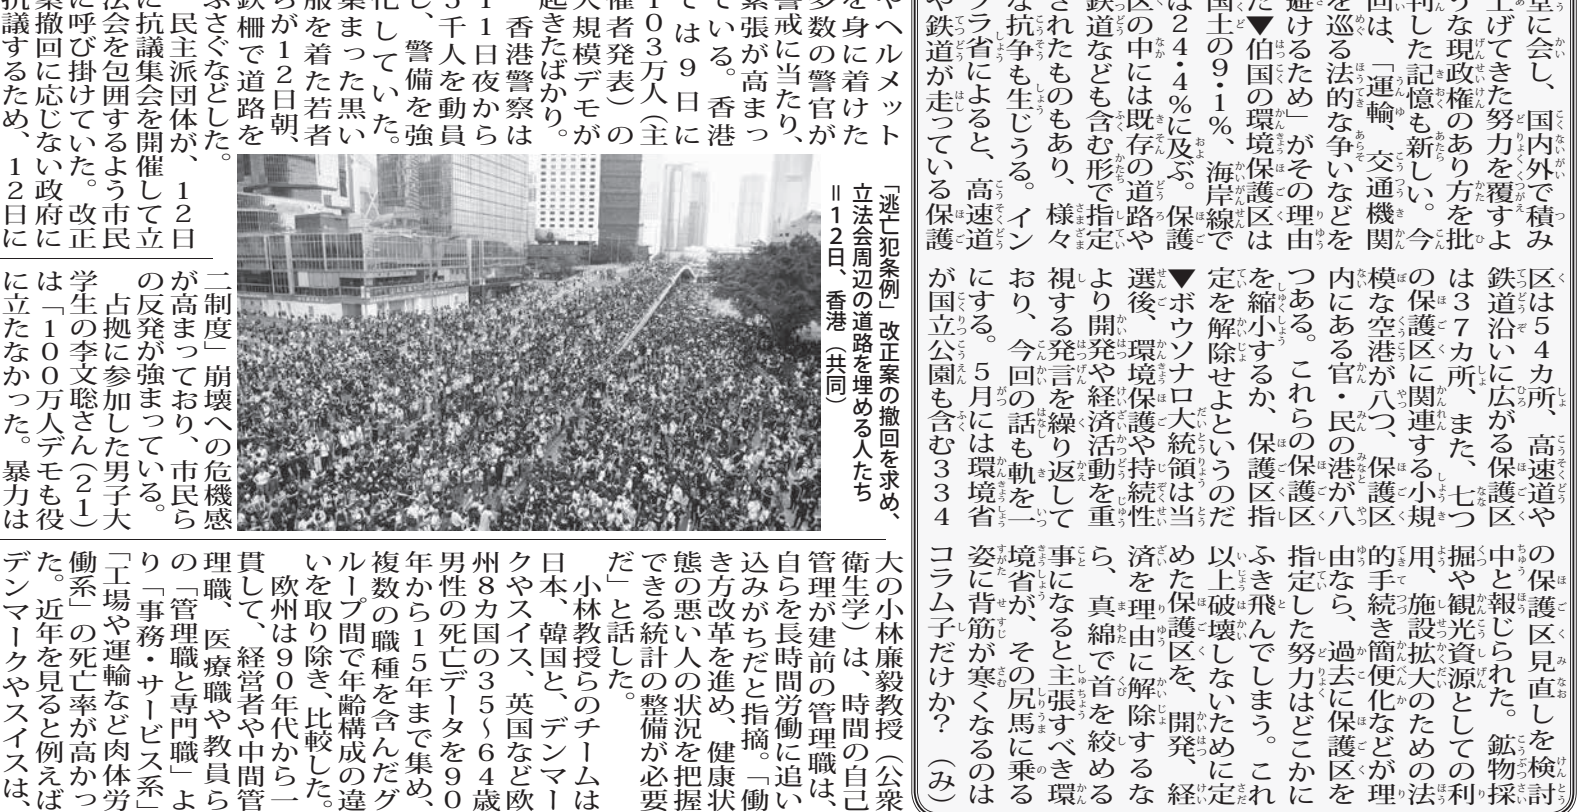 堂に会し、国内外で積み
上げてきた努力を覆すよ
うな現政権のあり方を批
判した記憶も新しい。今
回は、「運輸、交通機関
を巡る法的な争いなどを
避けるため」がその理由
だ▼伯国の環境保護区は
国土の9・1%、海岸線で
は24・4%に及ぶ。保護
区の中には既存の道路や
鉄道なども含む形で指定
されたものもあり、様々
な抗争も生じうる。イン
フラ省によると、高速道
や鉄道が走っている保護
区は54カ所、高速道や
鉄道沿いに広がる保護区
は37カ所、また、七つ
の保護区に関連する小規
模な空港が八つ、保護区
内にある官・民の港が八
つある。これらの保護区
を縮小するか、保護区指
定を解除せよというのだ
▼ボウソナロ大統領は当
選後、環境保護や持続性
より開発や経済活動を重
視する発言を繰り返して
おり、今回の話も軌を一
にする。5月には環境省
が国立公園も含む334
の保護区見直しを検討
中と報じられた。鉱物採
掘や観光資源としての利
用、施設拡大のための法
的手続き簡便化などが理
由なら、過去に保護区を
指定した努力はどこかに
ふき飛んでしまう。これ
以上破壊しないために定
めた保護区を、開発、経
済を理由に解除するな
ら、真綿で首を絞める
事になると主張すべき環
境省が、その尻馬に乗る
姿に背筋が寒くなるのは
コラム子だけか? (み)
やヘルメット
を身に着けた
多数の警官が
警戒に当たり、
緊張が高まっ
ている。香港
では9日に
103万人(主
催者発表)の
大規模デモが
起きたばかり。
香港警察は
11日夜から
5千人を動員
し、警備を強
化していた。
集まった黒い
服を着た若者
らが12日朝、
鉄柵で道路を
ふさぐなどした。
民主派団体が、12日
に抗議集会を開催して立
法会を包囲するよう市民
に呼び掛けていた。改正
案撤回に応じない政府に
抗議するため、12日に
「逃亡犯条例」改正案の撤回を求め、
立法会周辺の道路を埋める人たち
=12日、香港(共同)
二制度」崩壊への危機感
が高まっており、市民ら
の反発が強まっている。
占拠に参加した男子大
学生の李文聡さん(21)
は「100万人デモも役
に立たなかった。暴力は
大の小林廉毅教授(公衆
衛生学)は、時間の自己
管理が建前の管理職は、
自らを長時間労働に追い
込みがちだと指摘。「働
き方改革を進め、健康状
態の悪い人の状況を把握
できる統計の整備が必要
だ」と話した。
小林教授らのチームは
日本、韓国と、デンマー
クやスイス、英国など欧
州8カ国の35〜64歳
男性の死亡データを90
年から15年まで集め、
複数の職種を含んだグ
ループ間で年齢構成の違
いを取り除き、比較した。
欧州は90年代から一
貫して、経営者や中間管
理職、医療職や教員ら
の「管理職と専門職」よ
り「事務・サービス系」
「工場や運輸など肉体労
働系」の死亡率が高かっ
た。近年を見ると例えば
デンマークやスイスは、